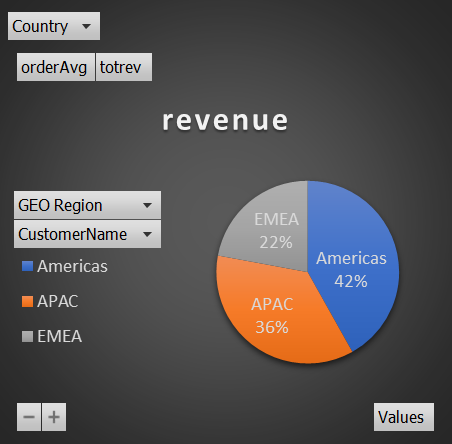 Country
orderAvg totrev
revenue
GEO Region
CustomerName
Americas
APAC
EMEA
EMEA
22%
Americas
42%
APAC
36%
− +
Values